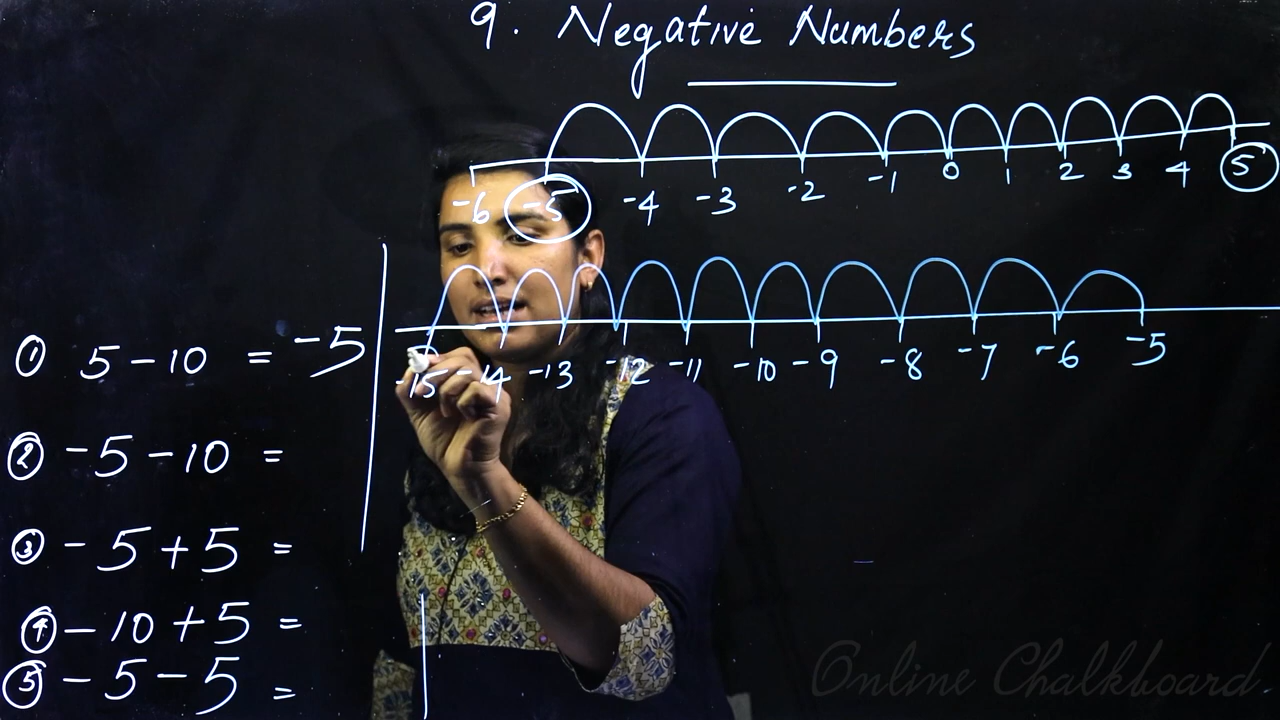 9. Negative Numbers
-6 -5 -4 -3 -2 -1 0 1 2 3 4 5
-15 -14 -13 -12 -11 -10 -9 -8 -7 -6 -5
① 5 - 10 = -5
② -5 - 10 =
③ -5 + 5 =
④ -10 + 5 =
⑤ -5 - 5 =
Online Chalkboard